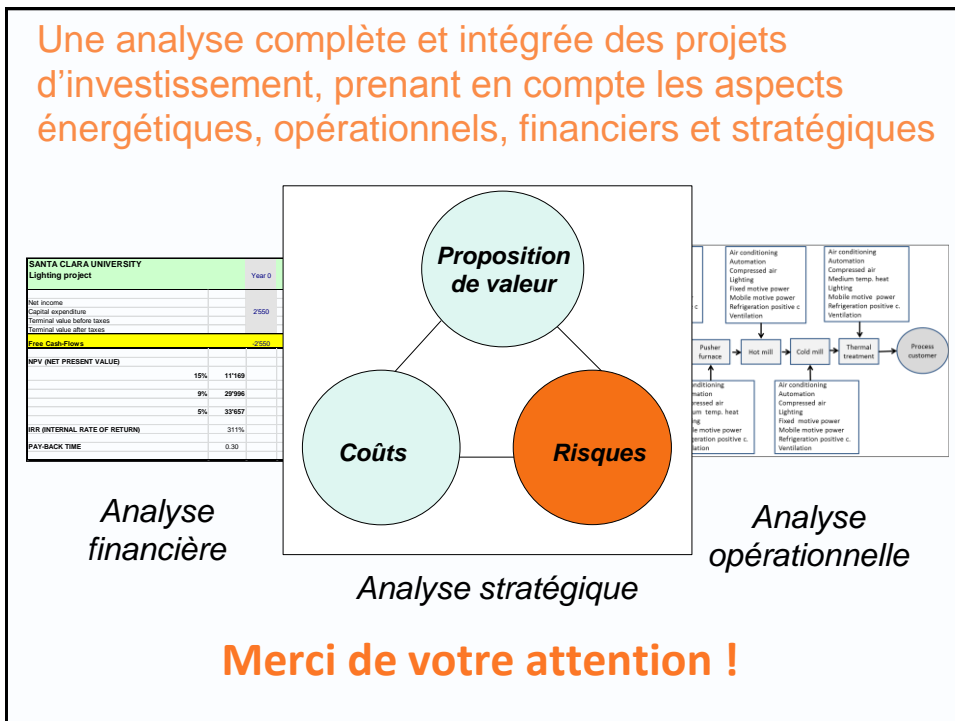 Une analyse complète et intégrée des projets
d'investissement, prenant en compte les aspects
énergétiques, opérationnels, financiers et stratégiques
SANTA CLARA UNIVERSITY
Lighting project
Year 0
Net income
Capital expenditure
2'550
Terminal value before taxes
Terminal value after taxes
Free Cash-Flows
-2'550
NPV (NET PRESENT VALUE)
15%
11'169
9%
29'996
5%
33'657
IRR (INTERNAL RATE OF RETURN)
311%
PAY-BACK TIME
0.30
Analyse
financière
Proposition
de valeur
Coûts
Risques
Analyse stratégique
Air conditioning
Automation
Compressed air
Lighting
Fixed motive power
Mobile motive power
Refrigeration positive c.
Ventilation
Air conditioning
Automation
Compressed air
Medium temp. heat
Lighting
Mobile motive power
Refrigeration positive c.
Ventilation
Pusher
furnace
Hot mill
Cold mill
Thermal
treatment
Process
customer
Air conditioning
Automation
Compressed air
Lighting
Fixed motive power
Mobile motive power
Refrigeration positive c.
Ventilation
Analyse
opérationnelle
Merci de votre attention !